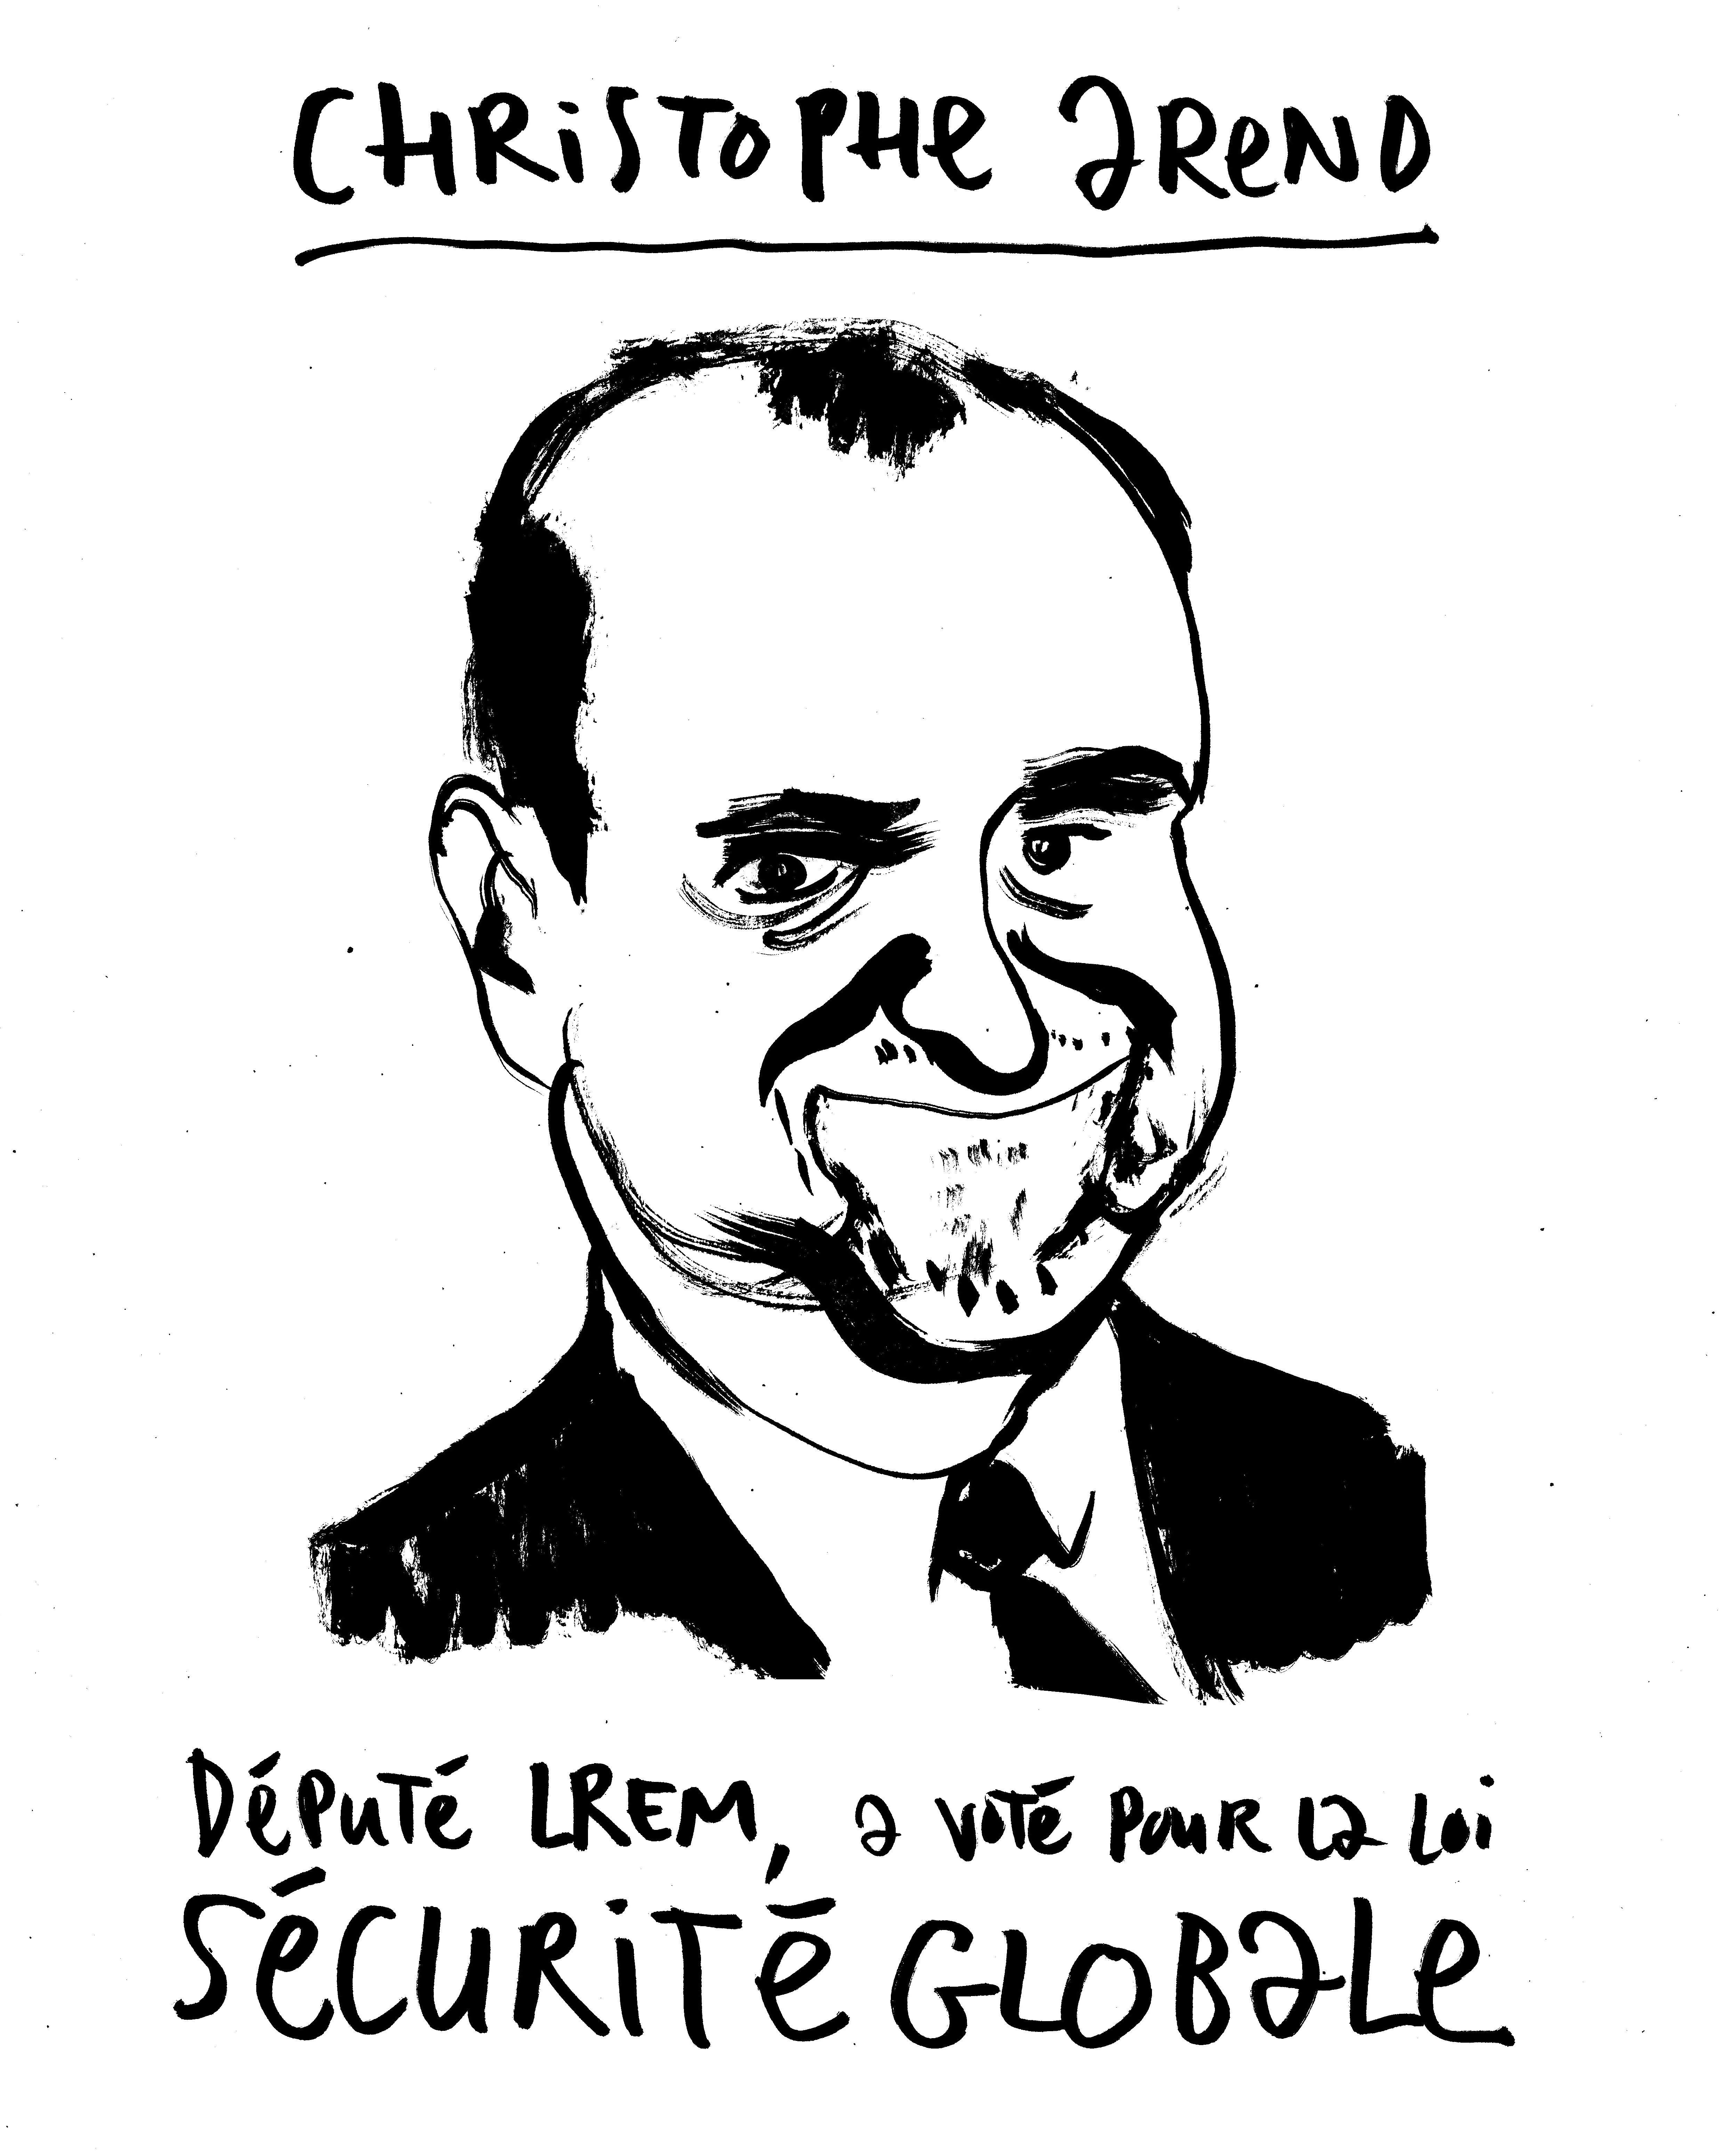 CHRISTOPHE AREND
Député LREM, a voté pour la loi
SÉCURITÉ GLOBALE